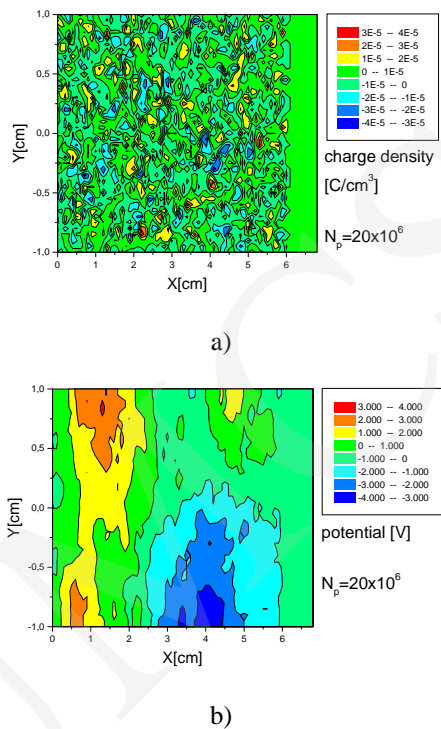 1,0
0,5
0,0
-0,5
-1,0
Y[cm]
0 1 2 3 4 5 6
X[cm]
3E-5 -- 4E-5
2E-5 -- 3E-5
1E-5 -- 2E-5
0 -- 1E-5
-1E-5 -- 0
-2E-5 -- -1E-5
-3E-5 -- -2E-5
-4E-5 -- -3E-5
charge density
[C/cm³]
Nₚ=20x10⁶
a)
1,0
0,5
0,0
-0,5
-1,0
Y[cm]
0 1 2 3 4 5 6
X[cm]
3.000 -- 4.000
2.000 -- 3.000
1.000 -- 2.000
0 -- 1.000
-1.000 -- 0
-2.000 -- -1.000
-3.000 -- -2.000
-4.000 -- -3.000
potential [V]
Nₚ=20x10⁶
b)